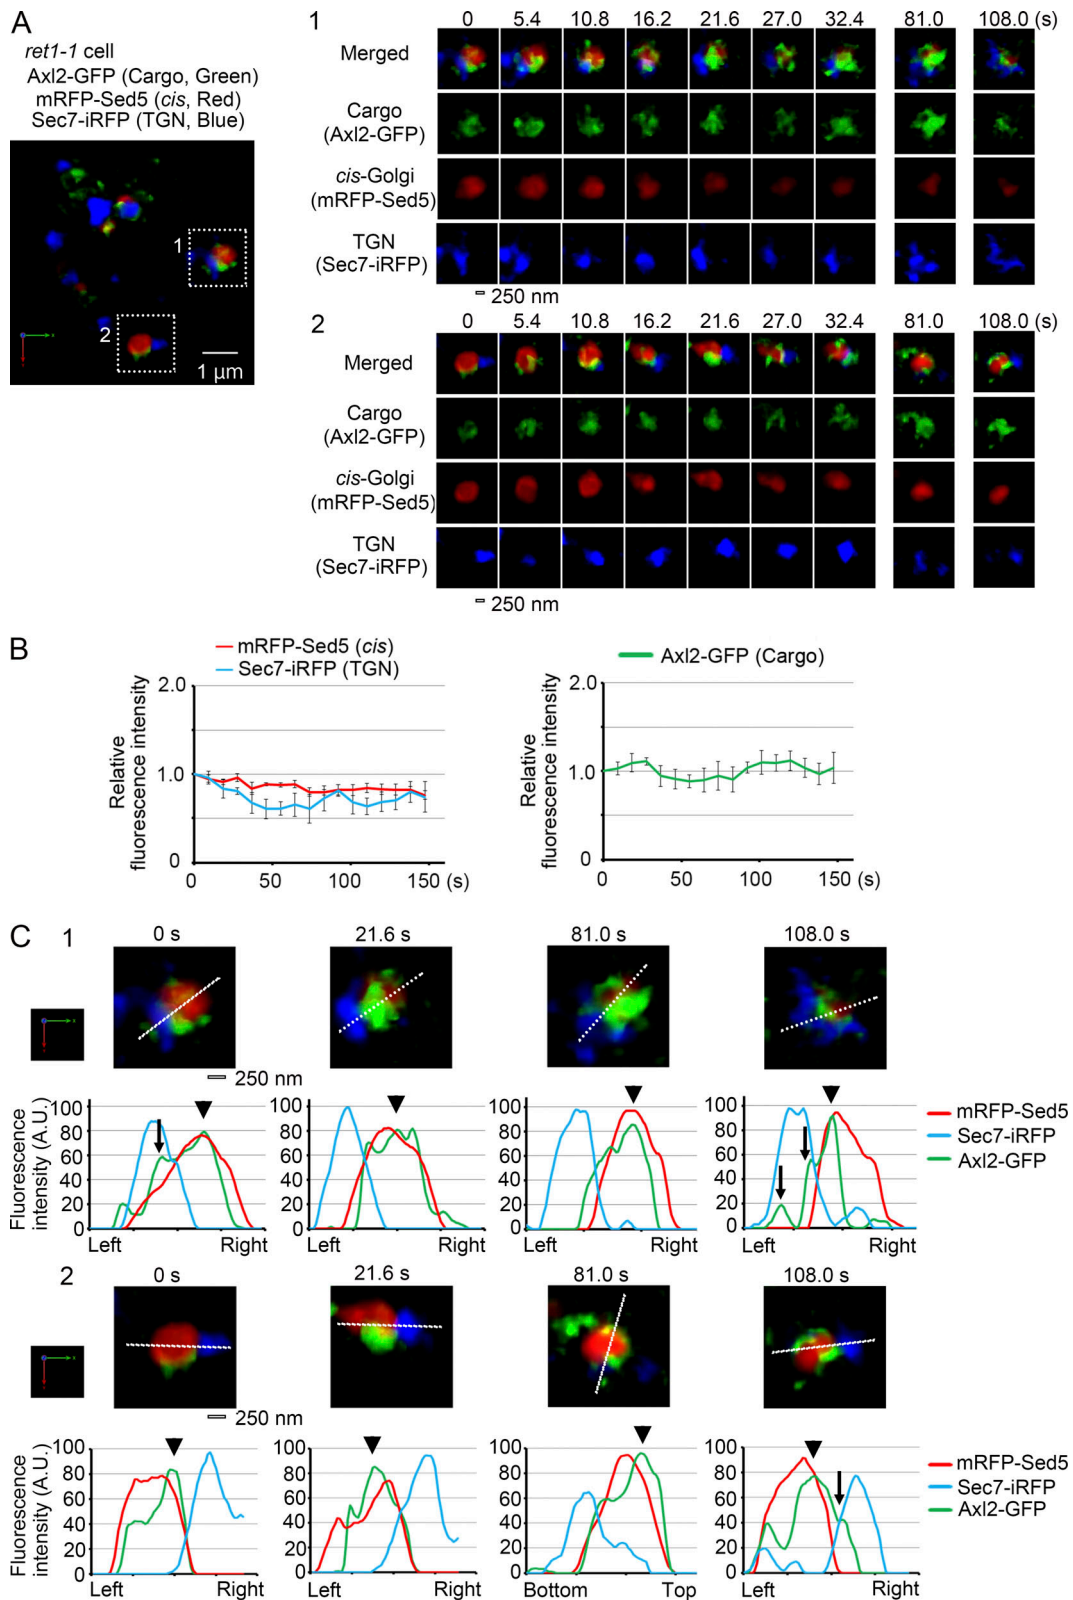 A
ret1-1 cell
Axl2-GFP (Cargo, Green)
mRFP-Sed5 (cis, Red)
Sec7-iRFP (TGN, Blue)
1
2
1 μm
1
0 5.4 10.8 16.2 21.6 27.0 32.4 81.0 108.0 (s)
Merged
Cargo
(Axl2-GFP)
cis-Golgi
(mRFP-Sed5)
TGN
(Sec7-iRFP)
250 nm
2
0 5.4 10.8 16.2 21.6 27.0 32.4 81.0 108.0 (s)
Merged
Cargo
(Axl2-GFP)
cis-Golgi
(mRFP-Sed5)
TGN
(Sec7-iRFP)
250 nm
B
mRFP-Sed5 (cis)
Sec7-iRFP (TGN)
Relative
fluorescence intensity
2.0
1.0
0
0 50 100 150 (s)
Axl2-GFP (Cargo)
Relative
fluorescence intensity
2.0
1.0
0
0 50 100 150 (s)
C
1
0 s 21.6 s 81.0 s 108.0 s
250 nm
Fluorescence
intensity (A.U.)
100 100 100 100
80 80 80 80
60 60 60 60
40 40 40 40
20 20 20 20
0 0 0 0
Left Right Left Right Left Right Left Right
mRFP-Sed5
Sec7-iRFP
Axl2-GFP
2
0 s 21.6 s 81.0 s 108.0 s
250 nm
Fluorescence
intensity (A.U.)
100 100 100 100
80 80 80 80
60 60 60 60
40 40 40 40
20 20 20 20
0 0 0 0
Left Right Left Right Bottom Top Left Right
mRFP-Sed5
Sec7-iRFP
Axl2-GFP